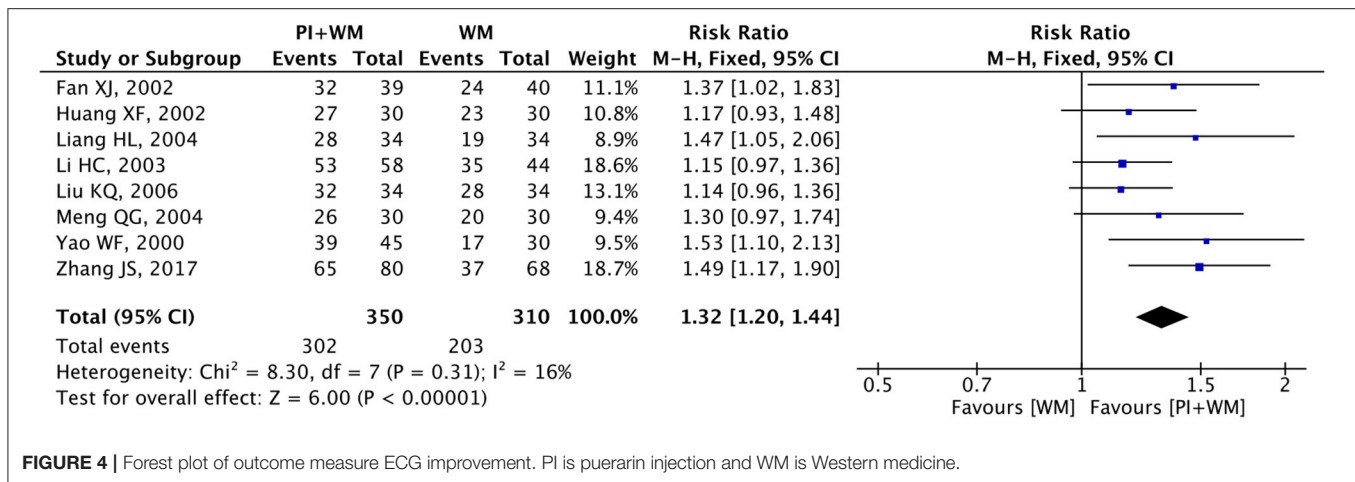 PI+WM WM Risk Ratio Risk Ratio
Study or Subgroup Events Total Events Total Weight M-H, Fixed, 95% CI M-H, Fixed, 95% CI
Fan XJ, 2002 32 39 24 40 11.1% 1.37 [1.02, 1.83]
Huang XF, 2002 27 30 23 30 10.8% 1.17 [0.93, 1.48]
Liang HL, 2004 28 34 19 34 8.9% 1.47 [1.05, 2.06]
Li HC, 2003 53 58 35 44 18.6% 1.15 [0.97, 1.36]
Liu KQ, 2006 32 34 28 34 13.1% 1.14 [0.96, 1.36]
Meng QG, 2004 26 30 20 30 9.4% 1.30 [0.97, 1.74]
Yao WF, 2000 39 45 17 30 9.5% 1.53 [1.10, 2.13]
Zhang JS, 2017 65 80 37 68 18.7% 1.49 [1.17, 1.90]
Total (95% CI) 350 310 100.0% 1.32 [1.20, 1.44]
Total events 302 203
Heterogeneity: Chi² = 8.30, df = 7 (P = 0.31); I² = 16%
Test for overall effect: Z = 6.00 (P < 0.00001)
0.5 0.7 1 1.5 2
Favours [WM] Favours [PI+WM]
FIGURE 4 | Forest plot of outcome measure ECG improvement. PI is puerarin injection and WM is Western medicine.